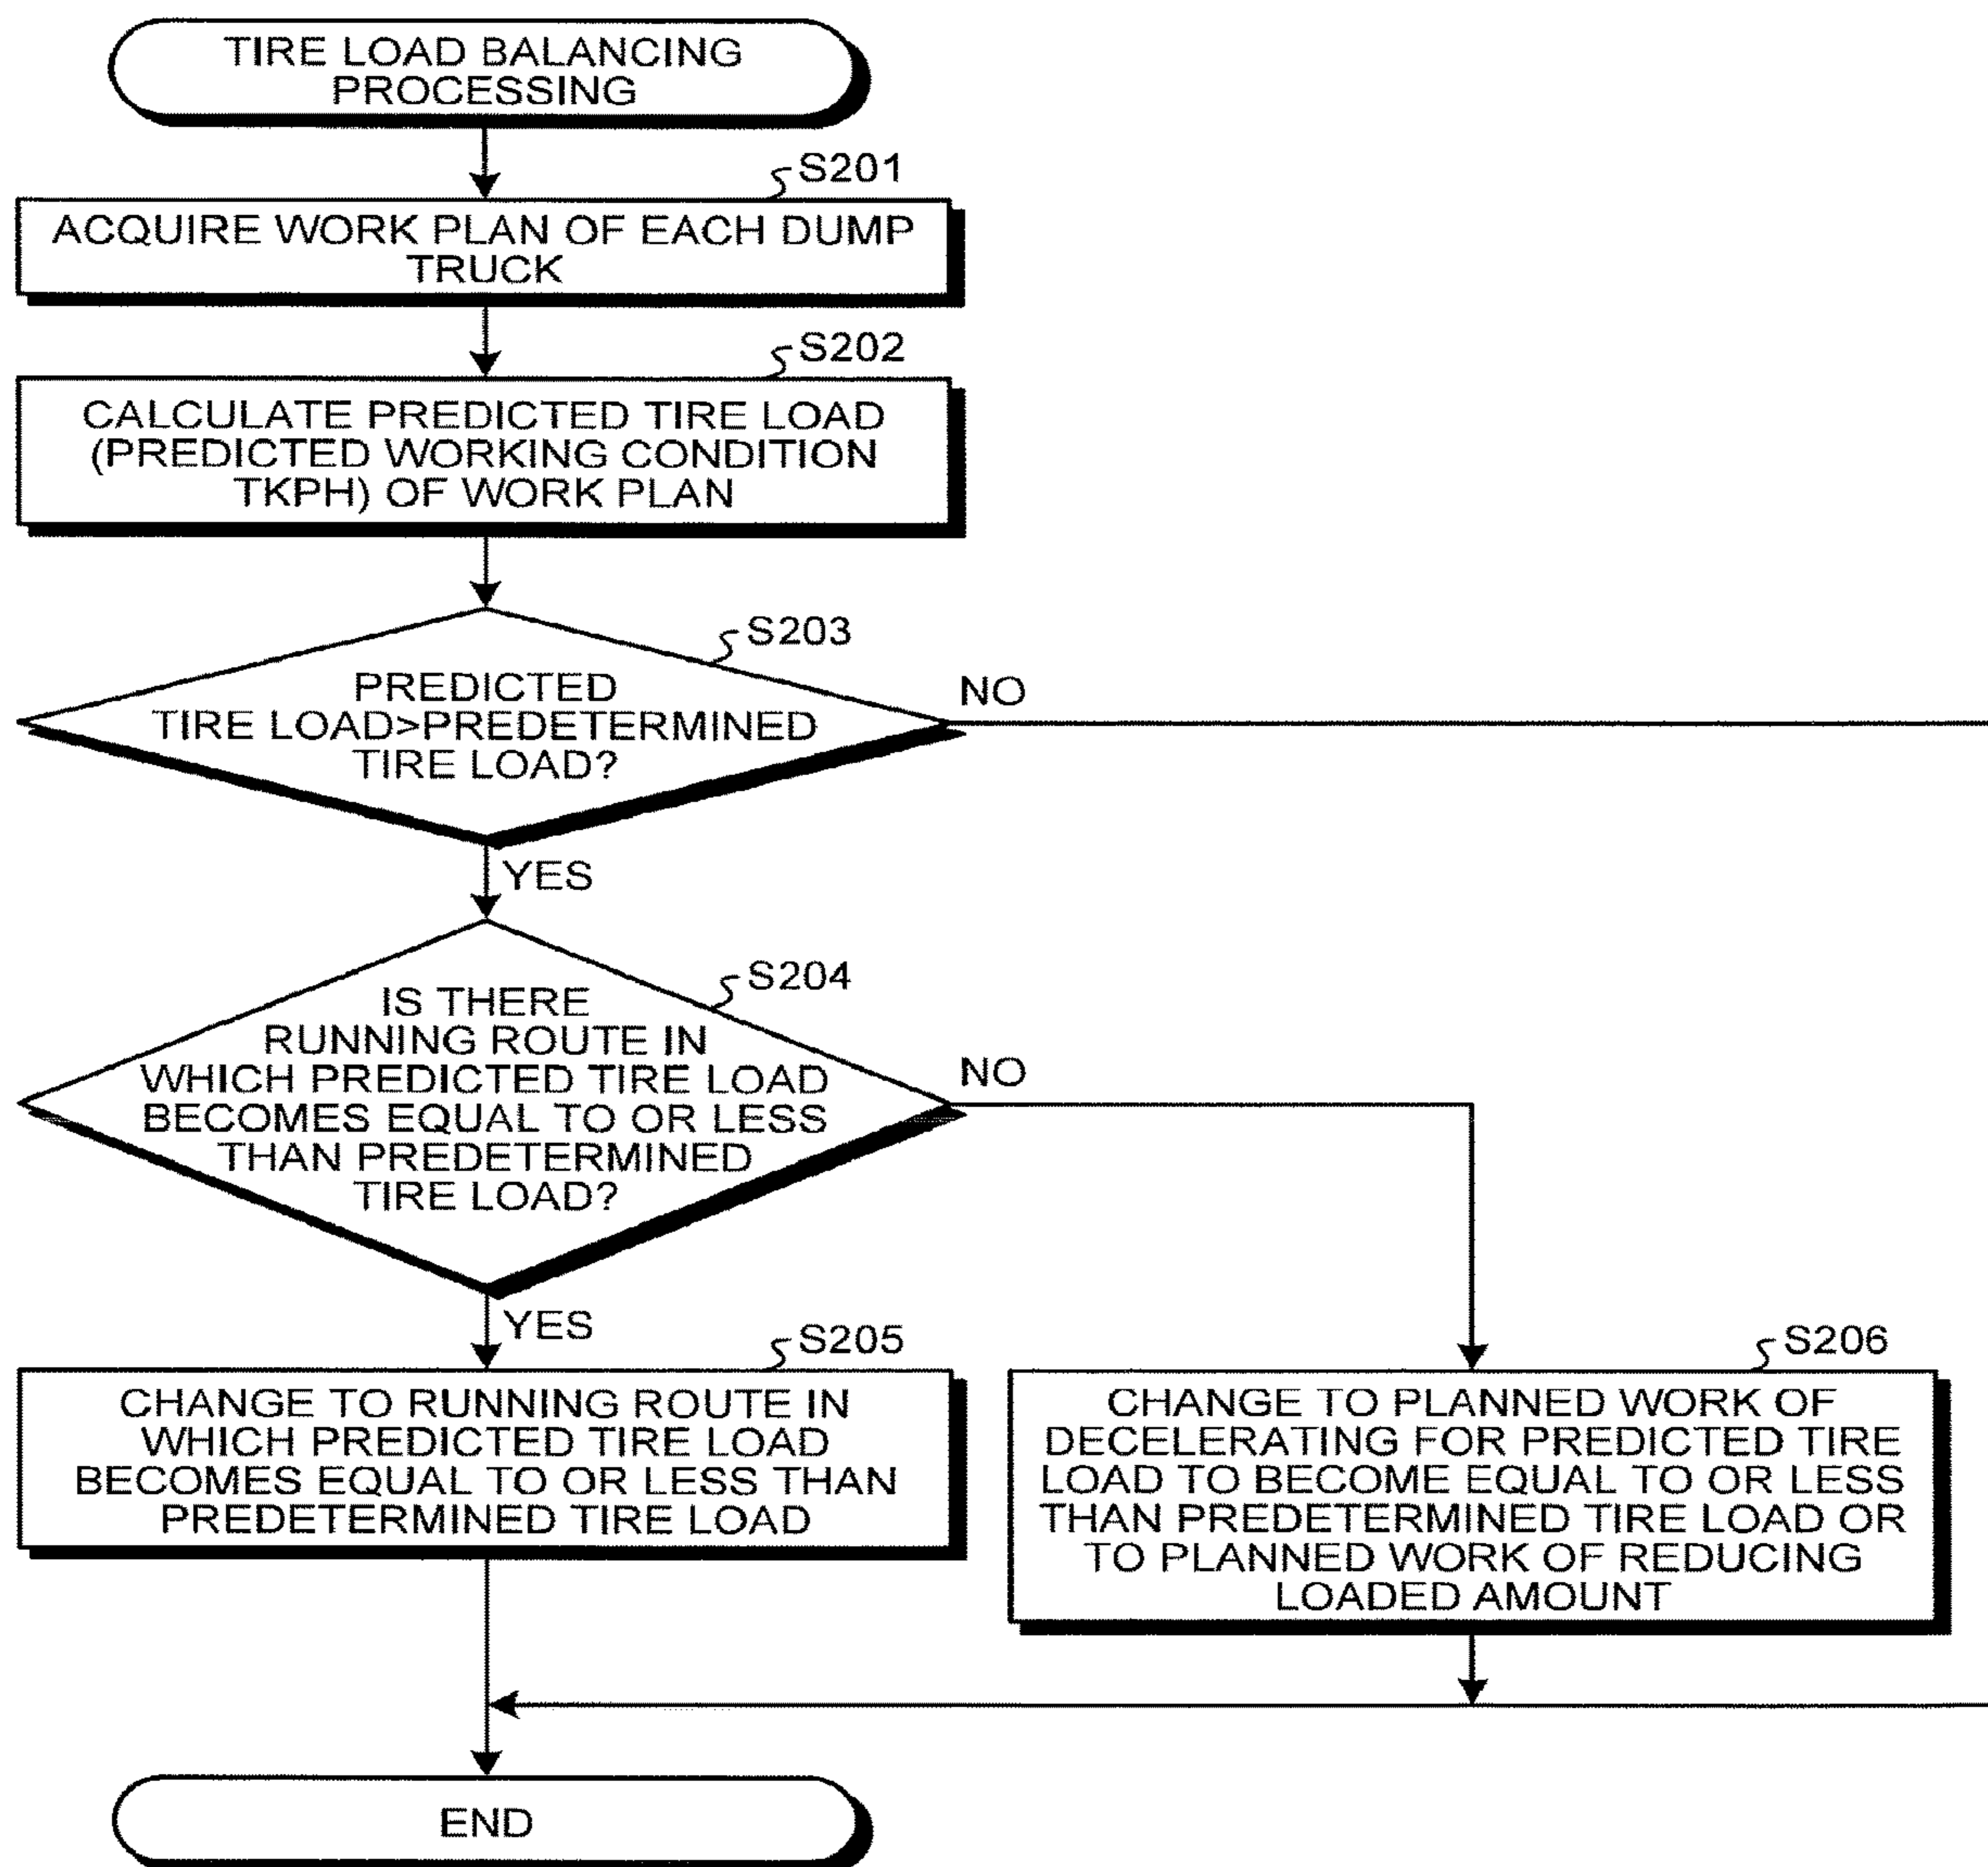 TIRE LOAD BALANCING
PROCESSING
S201
ACQUIRE WORK PLAN OF EACH DUMP
TRUCK
S202
CALCULATE PREDICTED TIRE LOAD
(PREDICTED WORKING CONDITION
TKPH) OF WORK PLAN
S203
PREDICTED
TIRE LOAD>PREDETERMINED
TIRE LOAD?
NO
YES
S204
IS THERE
RUNNING ROUTE IN
WHICH PREDICTED TIRE LOAD
BECOMES EQUAL TO OR LESS
THAN PREDETERMINED
TIRE LOAD?
NO
YES
S205
CHANGE TO RUNNING ROUTE IN
WHICH PREDICTED TIRE LOAD
BECOMES EQUAL TO OR LESS THAN
PREDETERMINED TIRE LOAD
S206
CHANGE TO PLANNED WORK OF
DECELERATING FOR PREDICTED TIRE
LOAD TO BECOME EQUAL TO OR LESS
THAN PREDETERMINED TIRE LOAD OR
TO PLANNED WORK OF REDUCING
LOADED AMOUNT
END